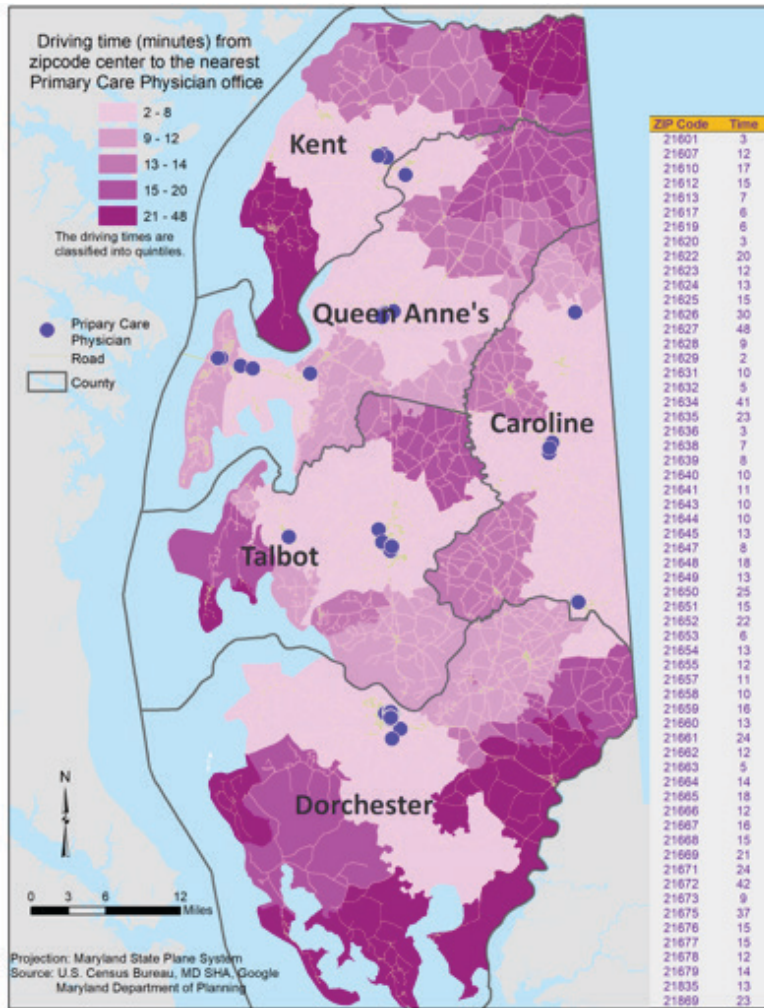 Driving time (minutes) from
zipcode center to the nearest
Primary Care Physician office
2 - 8
9 - 12
13 - 14
15 - 20
21 - 48
The driving times are
classified into quintiles.
Pripary Care
Physician
Road
County
Kent
Queen Anne's
Caroline
Talbot
Dorchester
N
0 3 6 12
Miles
Projection: Maryland State Plane System
Source: U.S. Census Bureau, MD SHA, Google
Maryland Department of Planning
ZIP Code Time
21601 3
21607 12
21610 17
21612 15
21613 7
21617 6
21619 6
21620 3
21622 20
21623 12
21624 13
21625 15
21626 30
21627 48
21628 9
21629 2
21631 10
21632 5
21634 41
21635 23
21636 3
21638 7
21639 8
21640 10
21641 11
21643 10
21644 10
21645 13
21647 8
21648 18
21649 13
21650 25
21651 15
21652 22
21653 6
21654 13
21655 12
21657 11
21658 10
21659 16
21660 13
21661 24
21662 12
21663 5
21664 14
21665 18
21666 12
21667 16
21668 15
21669 21
21671 24
21672 42
21673 9
21675 37
21676 15
21677 15
21678 12
21679 14
21835 13
21869 23